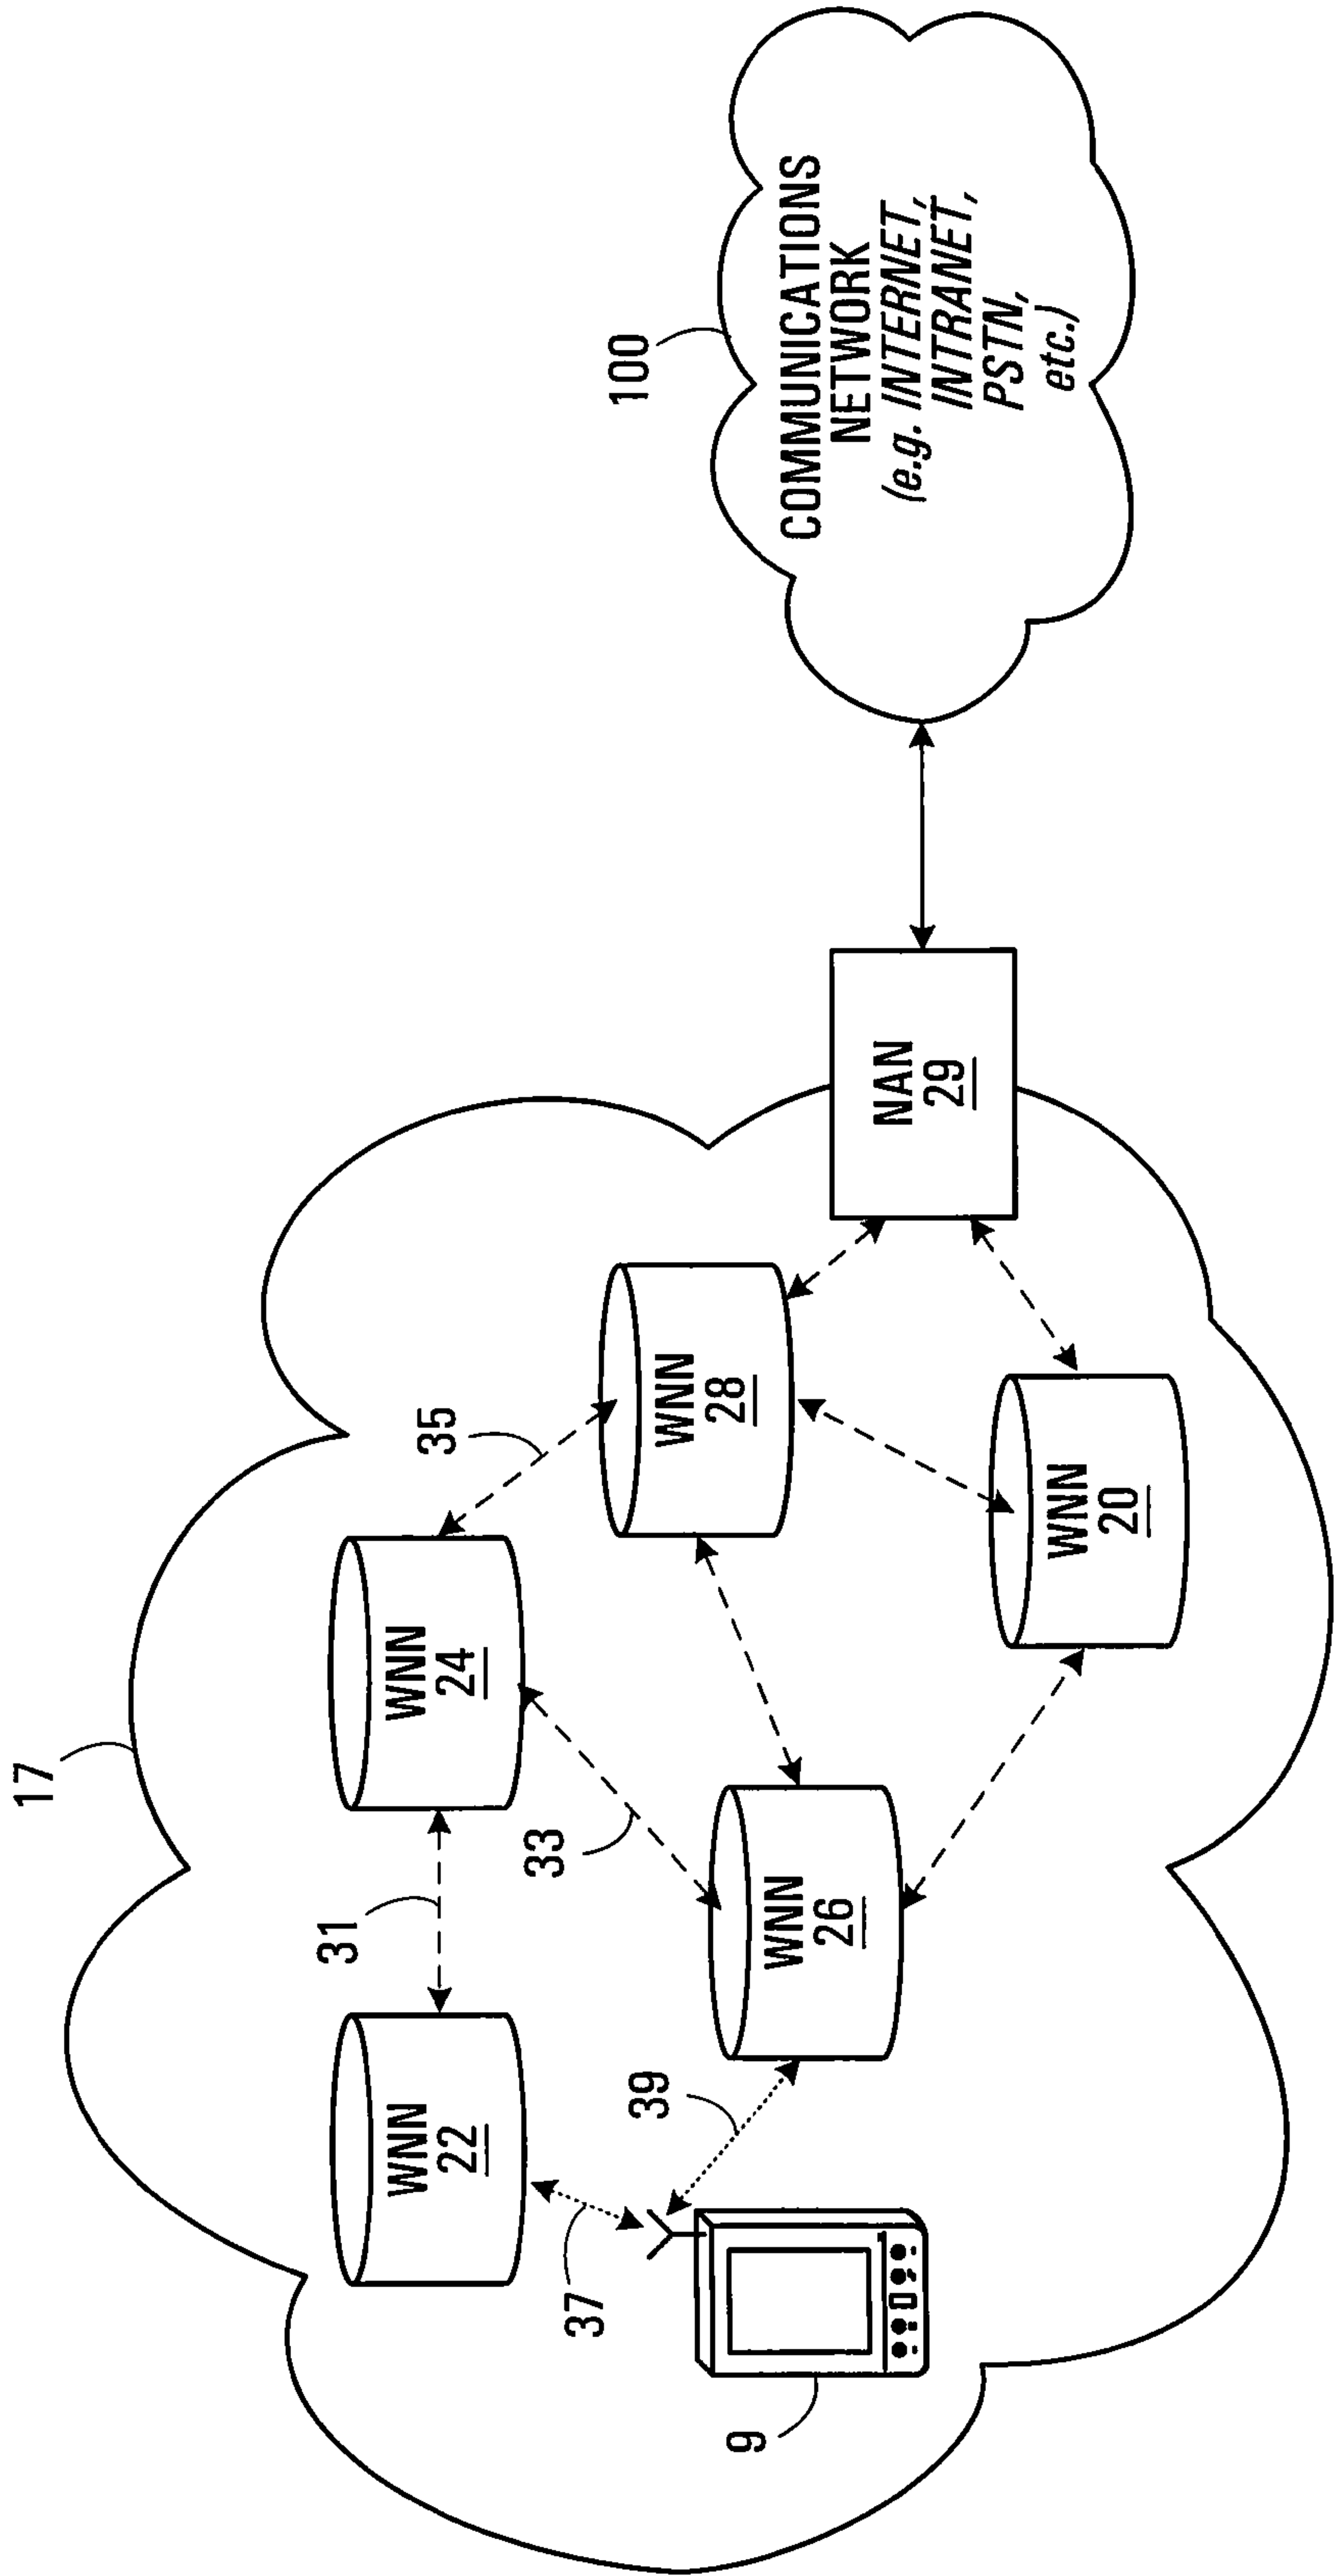 17
31
35
100
WNN
22
WNN
24
33
37
39
WNN
28
WNN
26
9
WNN
20
NAN
29
COMMUNICATIONS
NETWORK
(e.g. INTERNET,
INTRANET,
PSTN,
etc.)